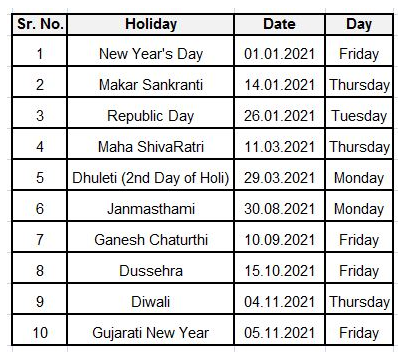 Sr. No. Holiday Date Day
1 New Year's Day 01.01.2021 Friday
2 Makar Sankranti 14.01.2021 Thursday
3 Republic Day 26.01.2021 Tuesday
4 Maha ShivaRatri 11.03.2021 Thursday
5 Dhuleti (2nd Day of Holi) 29.03.2021 Monday
6 Janmasthami 30.08.2021 Monday
7 Ganesh Chaturthi 10.09.2021 Friday
8 Dussehra 15.10.2021 Friday
9 Diwali 04.11.2021 Thursday
10 Gujarati New Year 05.11.2021 Friday